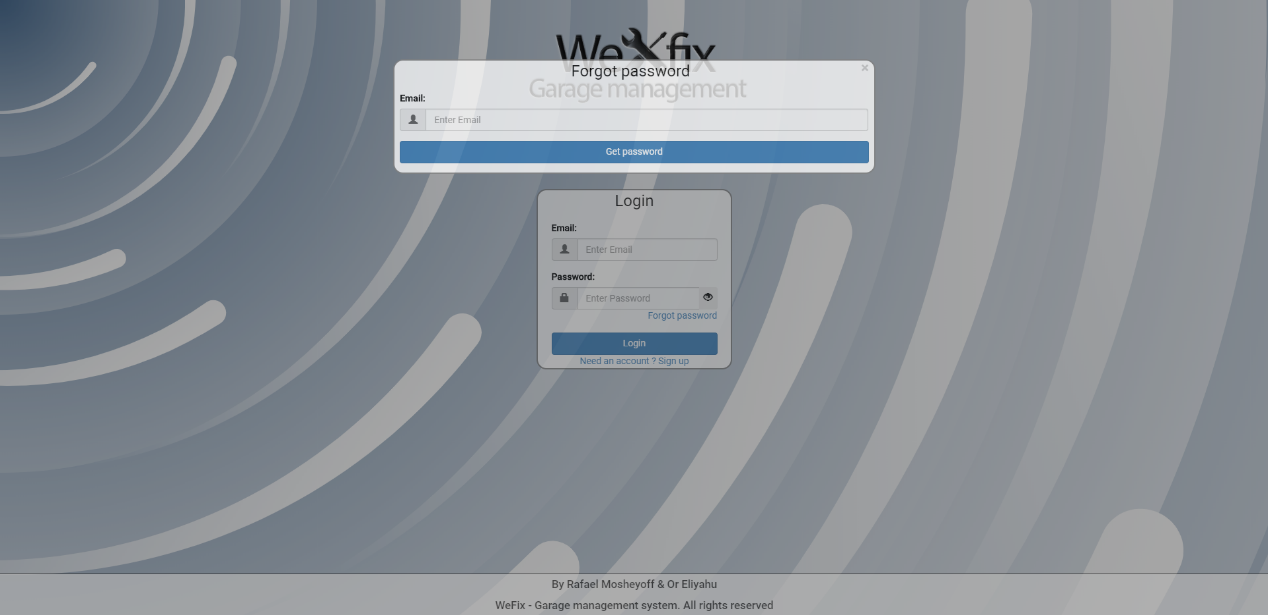 WeXfix
Forgot password
×
Garage management
Email:
Enter Email
Get password
Login
Email:
Enter Email
Password:
Enter Password
Forgot password
Login
Need an account ? Sign up
By Rafael Mosheyoff & Or Eliyahu
WeFix - Garage management system. All rights reserved